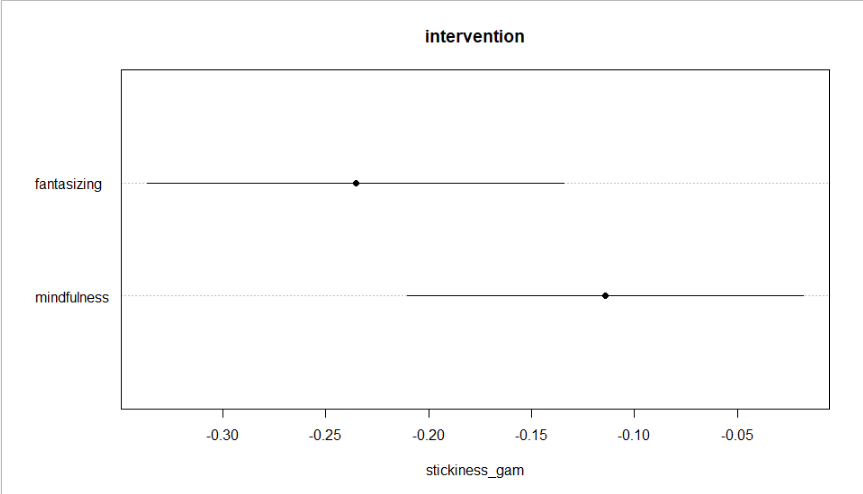 intervention
fantasizing
mindfulness
-0.30 -0.25 -0.20 -0.15 -0.10 -0.05
stickiness_gam